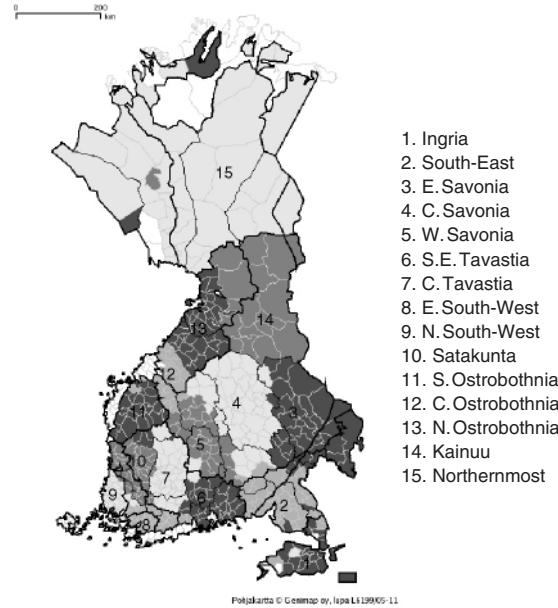 0 200
km
1. Ingria
2. South-East
3. E. Savonia
4. C. Savonia
5. W. Savonia
6. S.E. Tavastia
7. C. Tavastia
8. E. South-West
9. N. South-West
10. Satakunta
11. S. Ostrobothnia
12. C. Ostrobothnia
13. N. Ostrobothnia
14. Kainuu
15. Northernmost
15
14
13
12
11
4
3
10
5
7
9
6
2
8
1
Pohjakartta © Genimap oy, lupa L6199/05-11